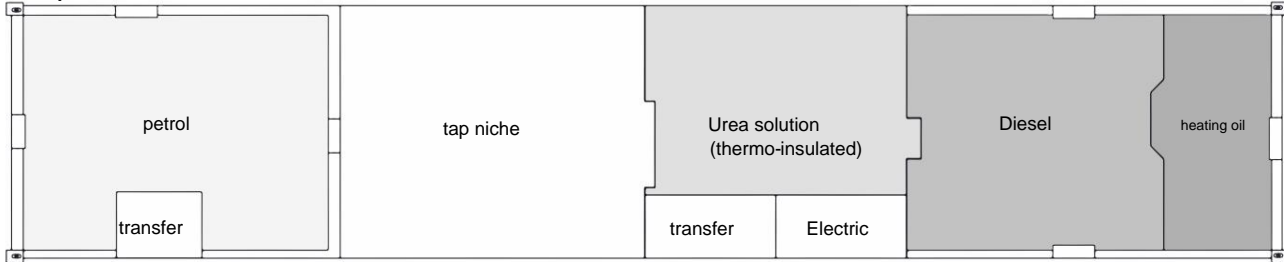 petrol
tap niche
Urea solution
(thermo-insulated)
Diesel
heating oil
transfer
transfer
Electric